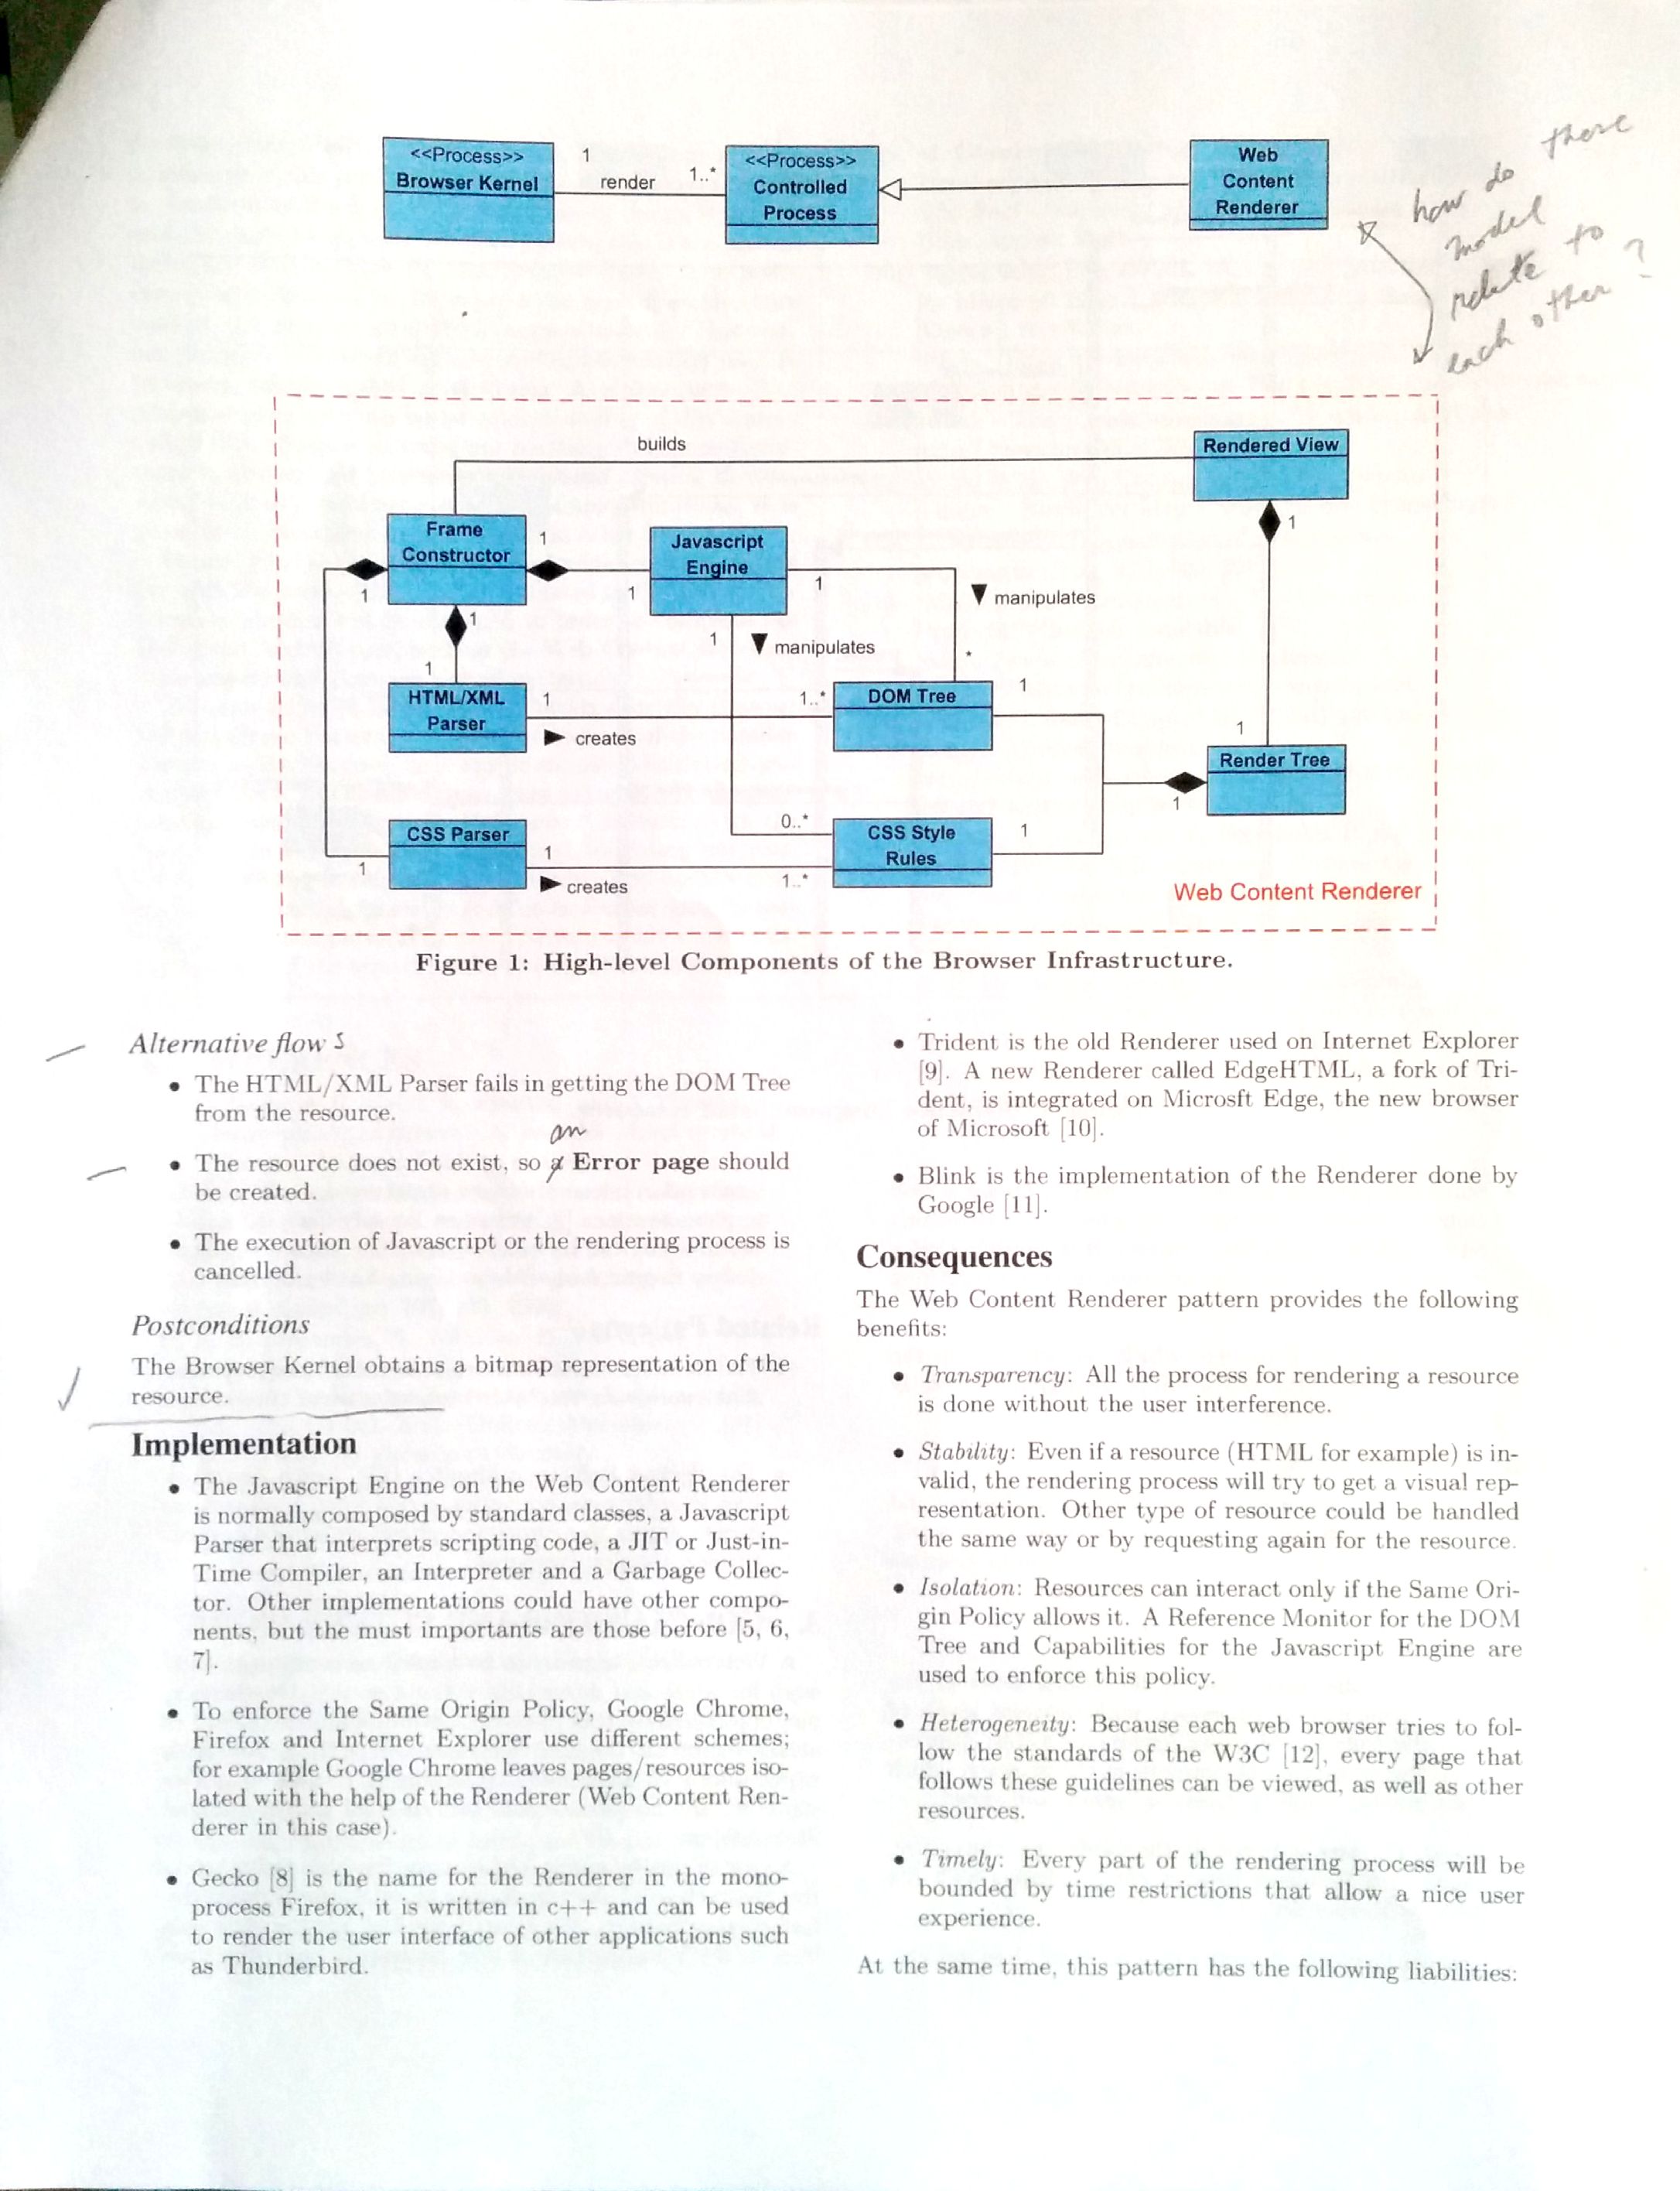 <<Process>>
Browser Kernel
1
render
1..*
<<Process>>
Controlled
Process
Web
Content
Renderer
how do there
model
relate to
each other ?
builds
Rendered View
1
Frame
Constructor
1
1
1
1
1
Javascript
Engine
1
1
manipulates
manipulates
*
HTML/XML
Parser
1
creates
1..*
DOM Tree
1
1
Render Tree
1
CSS Parser
1
1
creates
0..*
1..*
CSS Style
Rules
1
Web Content Renderer
Figure 1: High-level Components of the Browser Infrastructure.
Alternative flow s
• The HTML/XML Parser fails in getting the DOM Tree
from the resource.
an
• The resource does not exist, so a Error page should
be created.
• The execution of Javascript or the rendering process is
cancelled.
Postconditions
The Browser Kernel obtains a bitmap representation of the
resource.
Implementation
• The Javascript Engine on the Web Content Renderer
is normally composed by standard classes, a Javascript
Parser that interprets scripting code, a JIT or Just-in-
Time Compiler, an Interpreter and a Garbage Collec-
tor. Other implementations could have other compo-
nents, but the must importants are those before [5, 6,
7].
• To enforce the Same Origin Policy, Google Chrome,
Firefox and Internet Explorer use different schemes;
for example Google Chrome leaves pages/resources iso-
lated with the help of the Renderer (Web Content Ren-
derer in this case).
• Gecko [8] is the name for the Renderer in the mono-
process Firefox, it is written in c++ and can be used
to render the user interface of other applications such
as Thunderbird.
• Trident is the old Renderer used on Internet Explorer
[9]. A new Renderer called EdgeHTML, a fork of Tri-
dent, is integrated on Microsft Edge, the new browser
of Microsoft [10].
• Blink is the implementation of the Renderer done by
Google [11].
Consequences
The Web Content Renderer pattern provides the following
benefits:
• Transparency: All the process for rendering a resource
is done without the user interference.
• Stability: Even if a resource (HTML for example) is in-
valid, the rendering process will try to get a visual rep-
resentation. Other type of resource could be handled
the same way or by requesting again for the resource.
• Isolation: Resources can interact only if the Same Ori-
gin Policy allows it. A Reference Monitor for the DOM
Tree and Capabilities for the Javascript Engine are
used to enforce this policy.
• Heterogeneity: Because each web browser tries to fol-
low the standards of the W3C [12], every page that
follows these guidelines can be viewed, as well as other
resources.
• Timely: Every part of the rendering process will be
bounded by time restrictions that allow a nice user
experience.
At the same time, this pattern has the following liabilities: